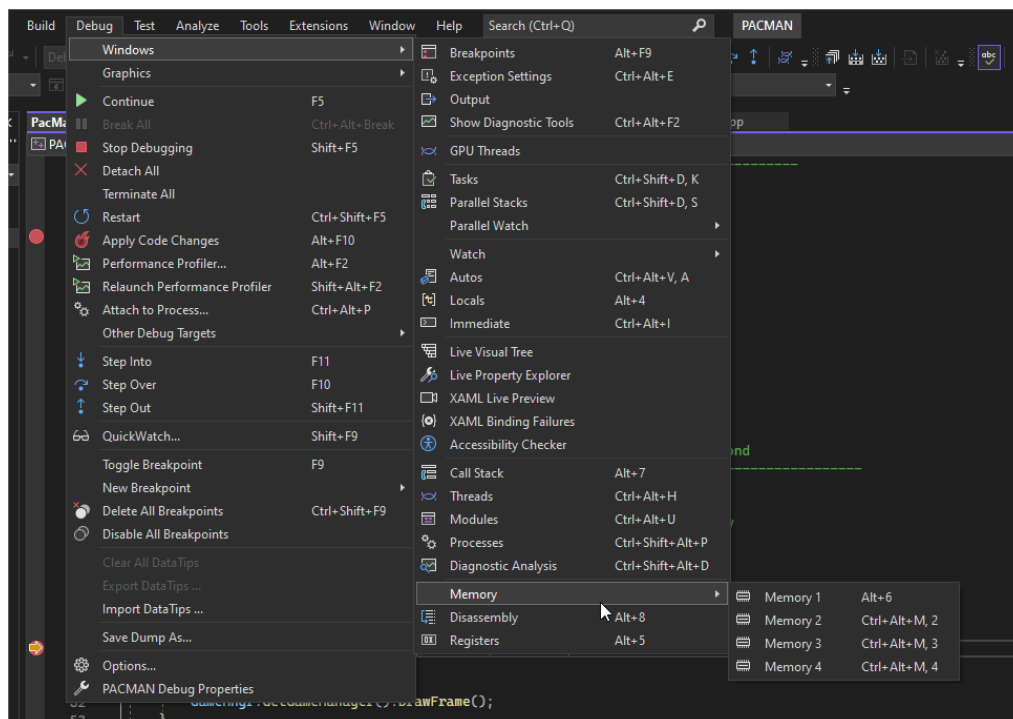 Build Debug Test Analyze Tools Extensions Window Help Search (Ctrl+Q) PACMAN
Windows
Graphics
Continue F5
Break All Ctrl+Alt+Break
Stop Debugging Shift+F5
Detach All
Terminate All
Restart Ctrl+Shift+F5
Apply Code Changes Alt+F10
Performance Profiler... Alt+F2
Relaunch Performance Profiler Shift+Alt+F2
Attach to Process... Ctrl+Alt+P
Other Debug Targets
Step Into F11
Step Over F10
Step Out Shift+F11
QuickWatch... Shift+F9
Toggle Breakpoint F9
New Breakpoint
Delete All Breakpoints Ctrl+Shift+F9
Disable All Breakpoints
Clear All DataTips
Export DataTips ...
Import DataTips ...
Save Dump As...
Options...
PACMAN Debug Properties
Breakpoints Alt+F9
Exception Settings Ctrl+Alt+E
Output
Show Diagnostic Tools Ctrl+Alt+F2
GPU Threads
Tasks Ctrl+Shift+D, K
Parallel Stacks Ctrl+Shift+D, S
Parallel Watch
Watch
Autos Ctrl+Alt+V, A
Locals Alt+4
Immediate Ctrl+Alt+I
Live Visual Tree
Live Property Explorer
XAML Live Preview
XAML Binding Failures
Accessibility Checker
Call Stack Alt+7
Threads Ctrl+Alt+H
Modules Ctrl+Alt+U
Processes Ctrl+Shift+Alt+P
Diagnostic Analysis Ctrl+Shift+Alt+D
Memory
Disassembly Alt+8
Registers Alt+5
Memory 1 Alt+6
Memory 2 Ctrl+Alt+M, 2
Memory 3 Ctrl+Alt+M, 3
Memory 4 Ctrl+Alt+M, 4
abc